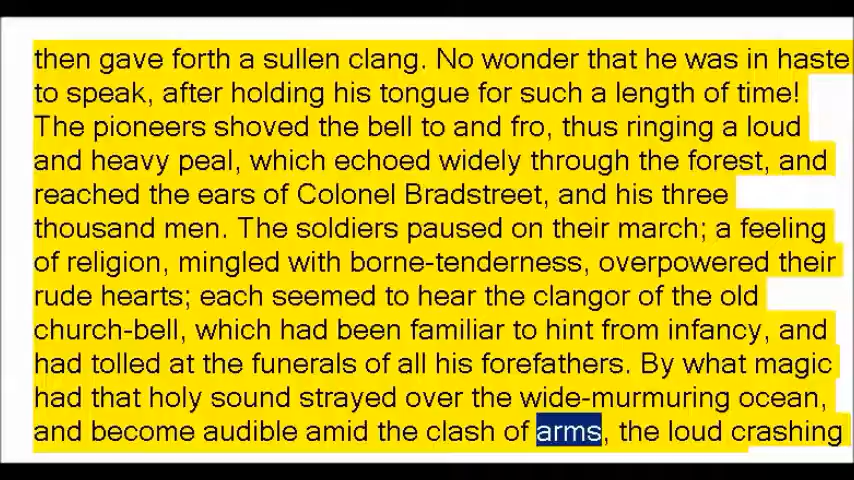 then gave forth a sullen clang. No wonder that he was in haste
to speak, after holding his tongue for such a length of time!
The pioneers shoved the bell to and fro, thus ringing a loud
and heavy peal, which echoed widely through the forest, and
reached the ears of Colonel Bradstreet, and his three
thousand men. The soldiers paused on their march; a feeling
of religion, mingled with borne-tenderness, overpowered their
rude hearts; each seemed to hear the clangor of the old
church-bell, which had been familiar to hint from infancy, and
had tolled at the funerals of all his forefathers. By what magic
had that holy sound strayed over the wide-murmuring ocean,
and become audible amid the clash of arms, the loud crashing